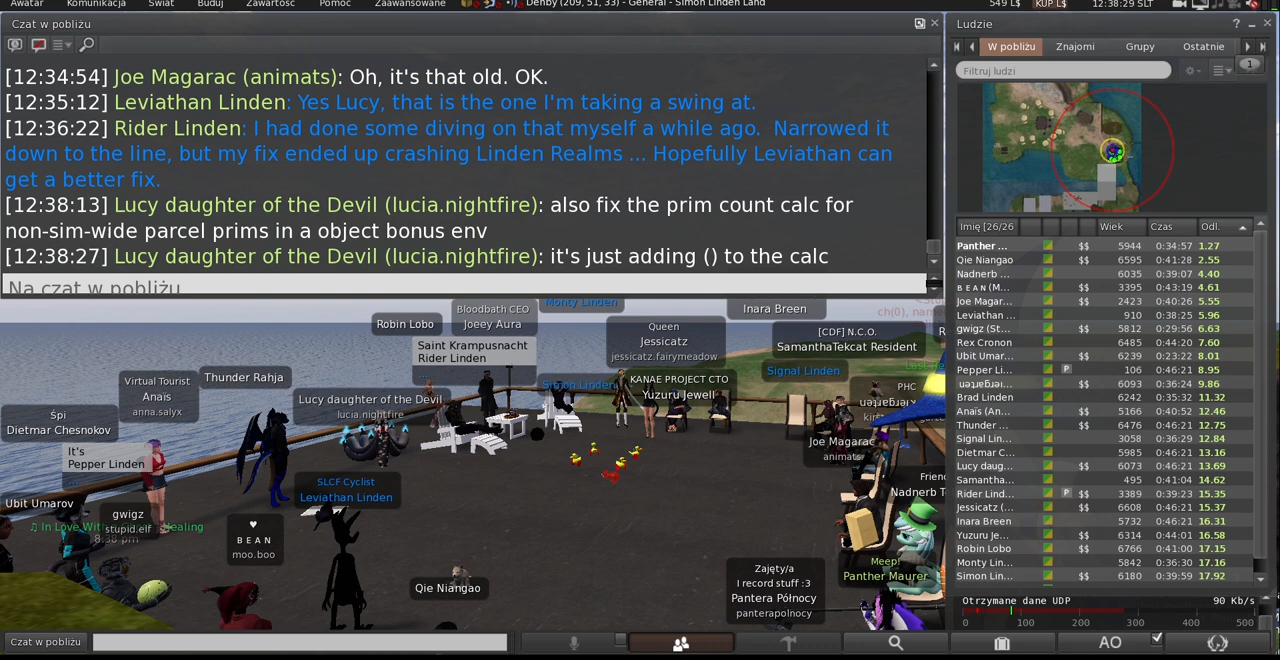 Awatar Komunikacja Świat Buduj Zawartość Pomoc Zaawansowane Denby (209, 51, 33) - General - Simon Linden Land 549 L$ KUP L$ 12:38:29 SLT
Czat w pobliżu
[12:34:54] Joe Magarac (animats): Oh, it's that old. OK.
[12:35:12] Leviathan Linden: Yes Lucy, that is the one I'm taking a swing at.
[12:36:22] Rider Linden: I had done some diving on that myself a while ago. Narrowed it
down to the line, but my fix ended up crashing Linden Realms ... Hopefully Leviathan can
get a better fix.
[12:38:13] Lucy daughter of the Devil (lucia.nightfire): also fix the prim count calc for
non-sim-wide parcel prims in a object bonus env
[12:38:27] Lucy daughter of the Devil (lucia.nightfire): it's just adding () to the calc
Na czat w pobliżu
Monty Linden
Bloodbath CEO
Joeey Aura
Robin Lobo
Inara Breen
Queen
Jessicatz
jessicatz.fairymeadow
[CDF] N.C.O.
SamanthaTekcat Resident
Saint Krampusnacht
Rider Linden
...
Signal Linden
Simon Linden
KANAE PROJECT CTO
Yuzuru Jewell
PHC
Thunder Rahja
Virtual Tourist
Anaïs
anna.salyx
Lucy daughter of the Devil
lucia.nightfire
Śpi
Dietmar Chesnokov
It's
Pepper Linden
...
Joe Magarac
animats
SLCF Cyclist
Leviathan Linden
Ubit Umarov
gwigz
stupid.elf
♫ In Love With
Healing
8:38 pm
♥
B E A N
moo.boo
Friend
Nadnerb T
Qie Niangao
Zajęty/a
I record stuff :3
Pantera Północy
panterapolnocy
Meep!
Panther Maurer
Czat w pobliżu
Ludzie
? _ ×
W pobliżu Znajomi Grupy Ostatnie
Filtruj ludzi
1
Imię [26/26 Wiek Czas Odl.
Panther ... $$ 5944 0:34:57 1.27
Qie Niangao $$ 6595 0:41:28 2.55
Nadnerb ... 6035 0:39:07 4.40
ʙ ᴇ ᴀ ɴ (M... $$ 3395 0:43:19 4.61
Joe Magar... $$ 2423 0:40:26 5.55
Leviathan ... 910 0:38:25 5.96
gwigz (St... $$ 5812 0:29:56 6.63
Rex Cronon 6485 0:44:20 7.60
Ubit Umar... $$ 6239 0:23:22 8.01
Pepper Li... P 106 0:46:21 8.95
$$ 6093 0:36:24 9.86
Brad Linden 6242 0:35:32 11.32
Anaïs (An... $$ 5166 0:40:52 12.46
Thunder ... $$ 6476 0:46:21 12.75
Signal Lin... $$ 3058 0:36:29 12.84
Dietmar C... 5985 0:46:21 13.16
Lucy daug... $$ 6073 0:46:21 13.69
Samantha... 495 0:41:04 14.62
Rider Lind... P $$ 3389 0:39:23 15.35
Jessicatz (... $$ 6608 0:46:21 15.37
Inara Breen 5732 0:46:21 16.31
Yuzuru Je... $$ 6314 0:44:01 16.58
Robin Lobo $$ 6766 0:41:00 17.15
Monty Lin... 5842 0:36:30 17.16
Simon Lin... $$ 6180 0:39:59 17.92
Otrzymane dane UDP 90 Kb/s
0 100 200 300 400 500
AO